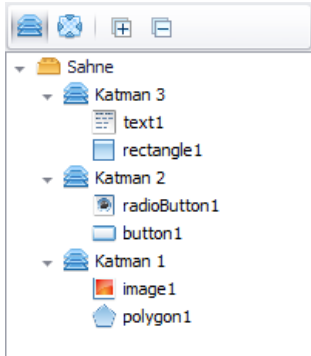 Sahne
Katman 3
text1
rectangle1
Katman 2
radioButton1
button1
Katman 1
image1
polygon1